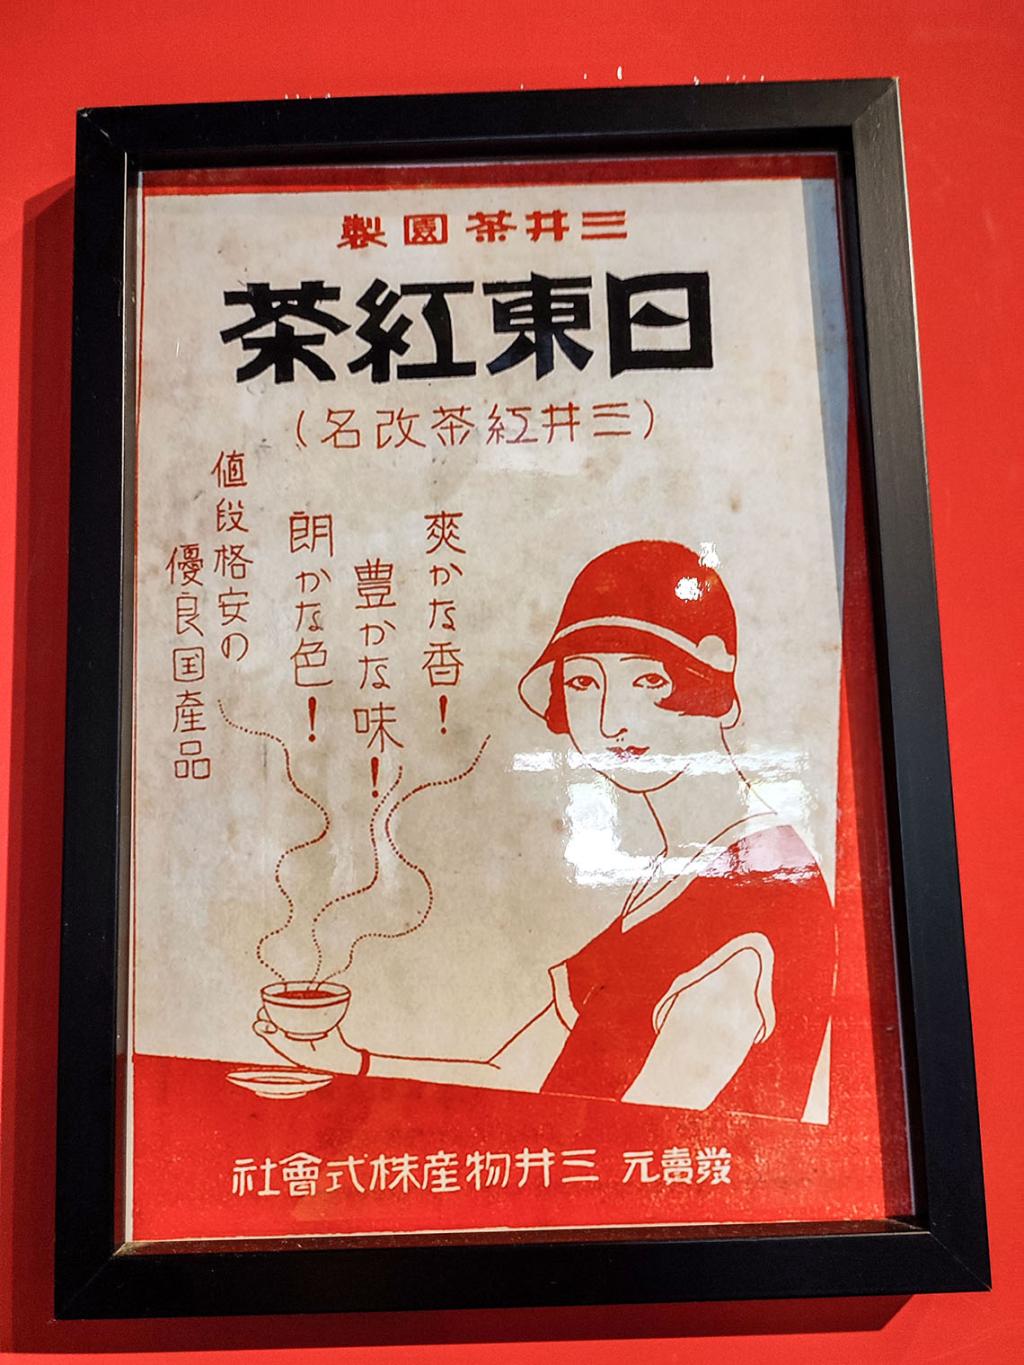 三井茶園製
日東紅茶
(三井紅茶改名)
爽かな香!
豊かな味!
朗かな色!
値段格安の
優良国産品
發賣元 三井物産株式會社